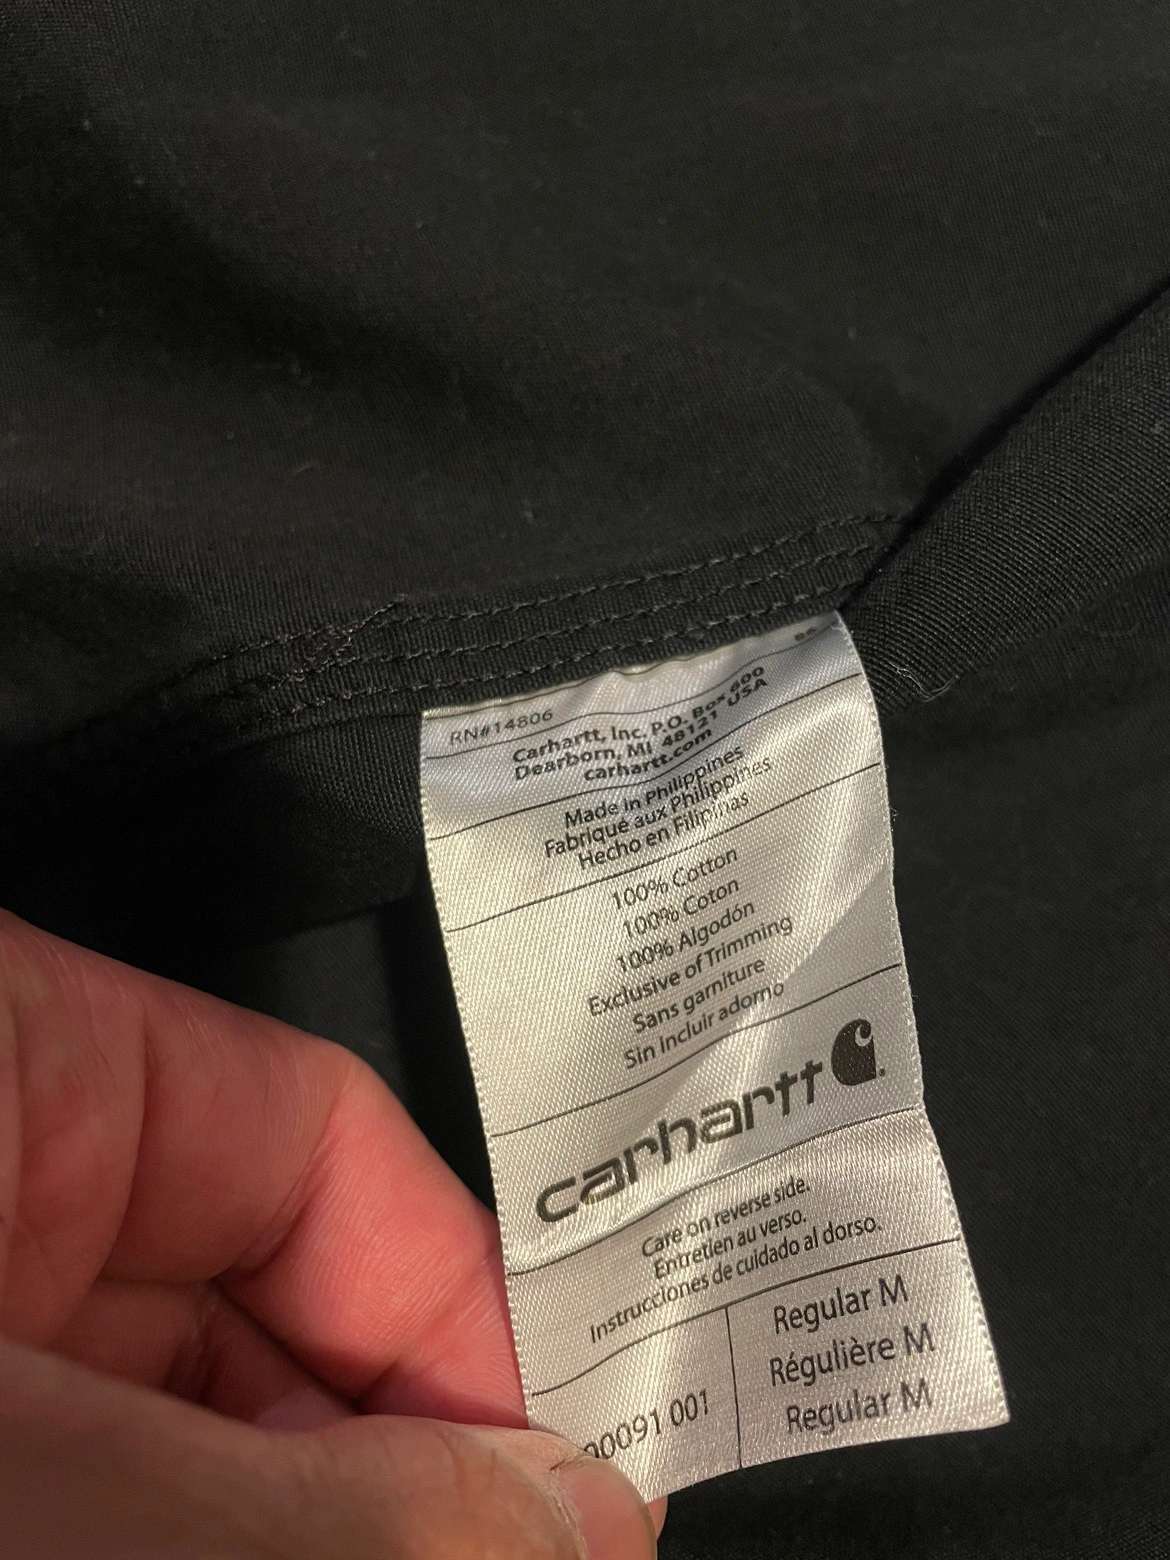 RN#14806
Carhartt, Inc. P.O. Box 600
Dearborn, MI 48121 USA
carhartt.com
Made in Philippines
Fabriqué aux Philippines
Hecho en Filipinas
100% Cotton
100% Coton
100% Algodón
Exclusive of Trimming
Sans garniture
Sin incluir adorno
carhartt
Care on reverse side.
Entretien au verso.
Instrucciones de cuidado al dorso.
00091 001
Regular M
Régulière M
Regular M